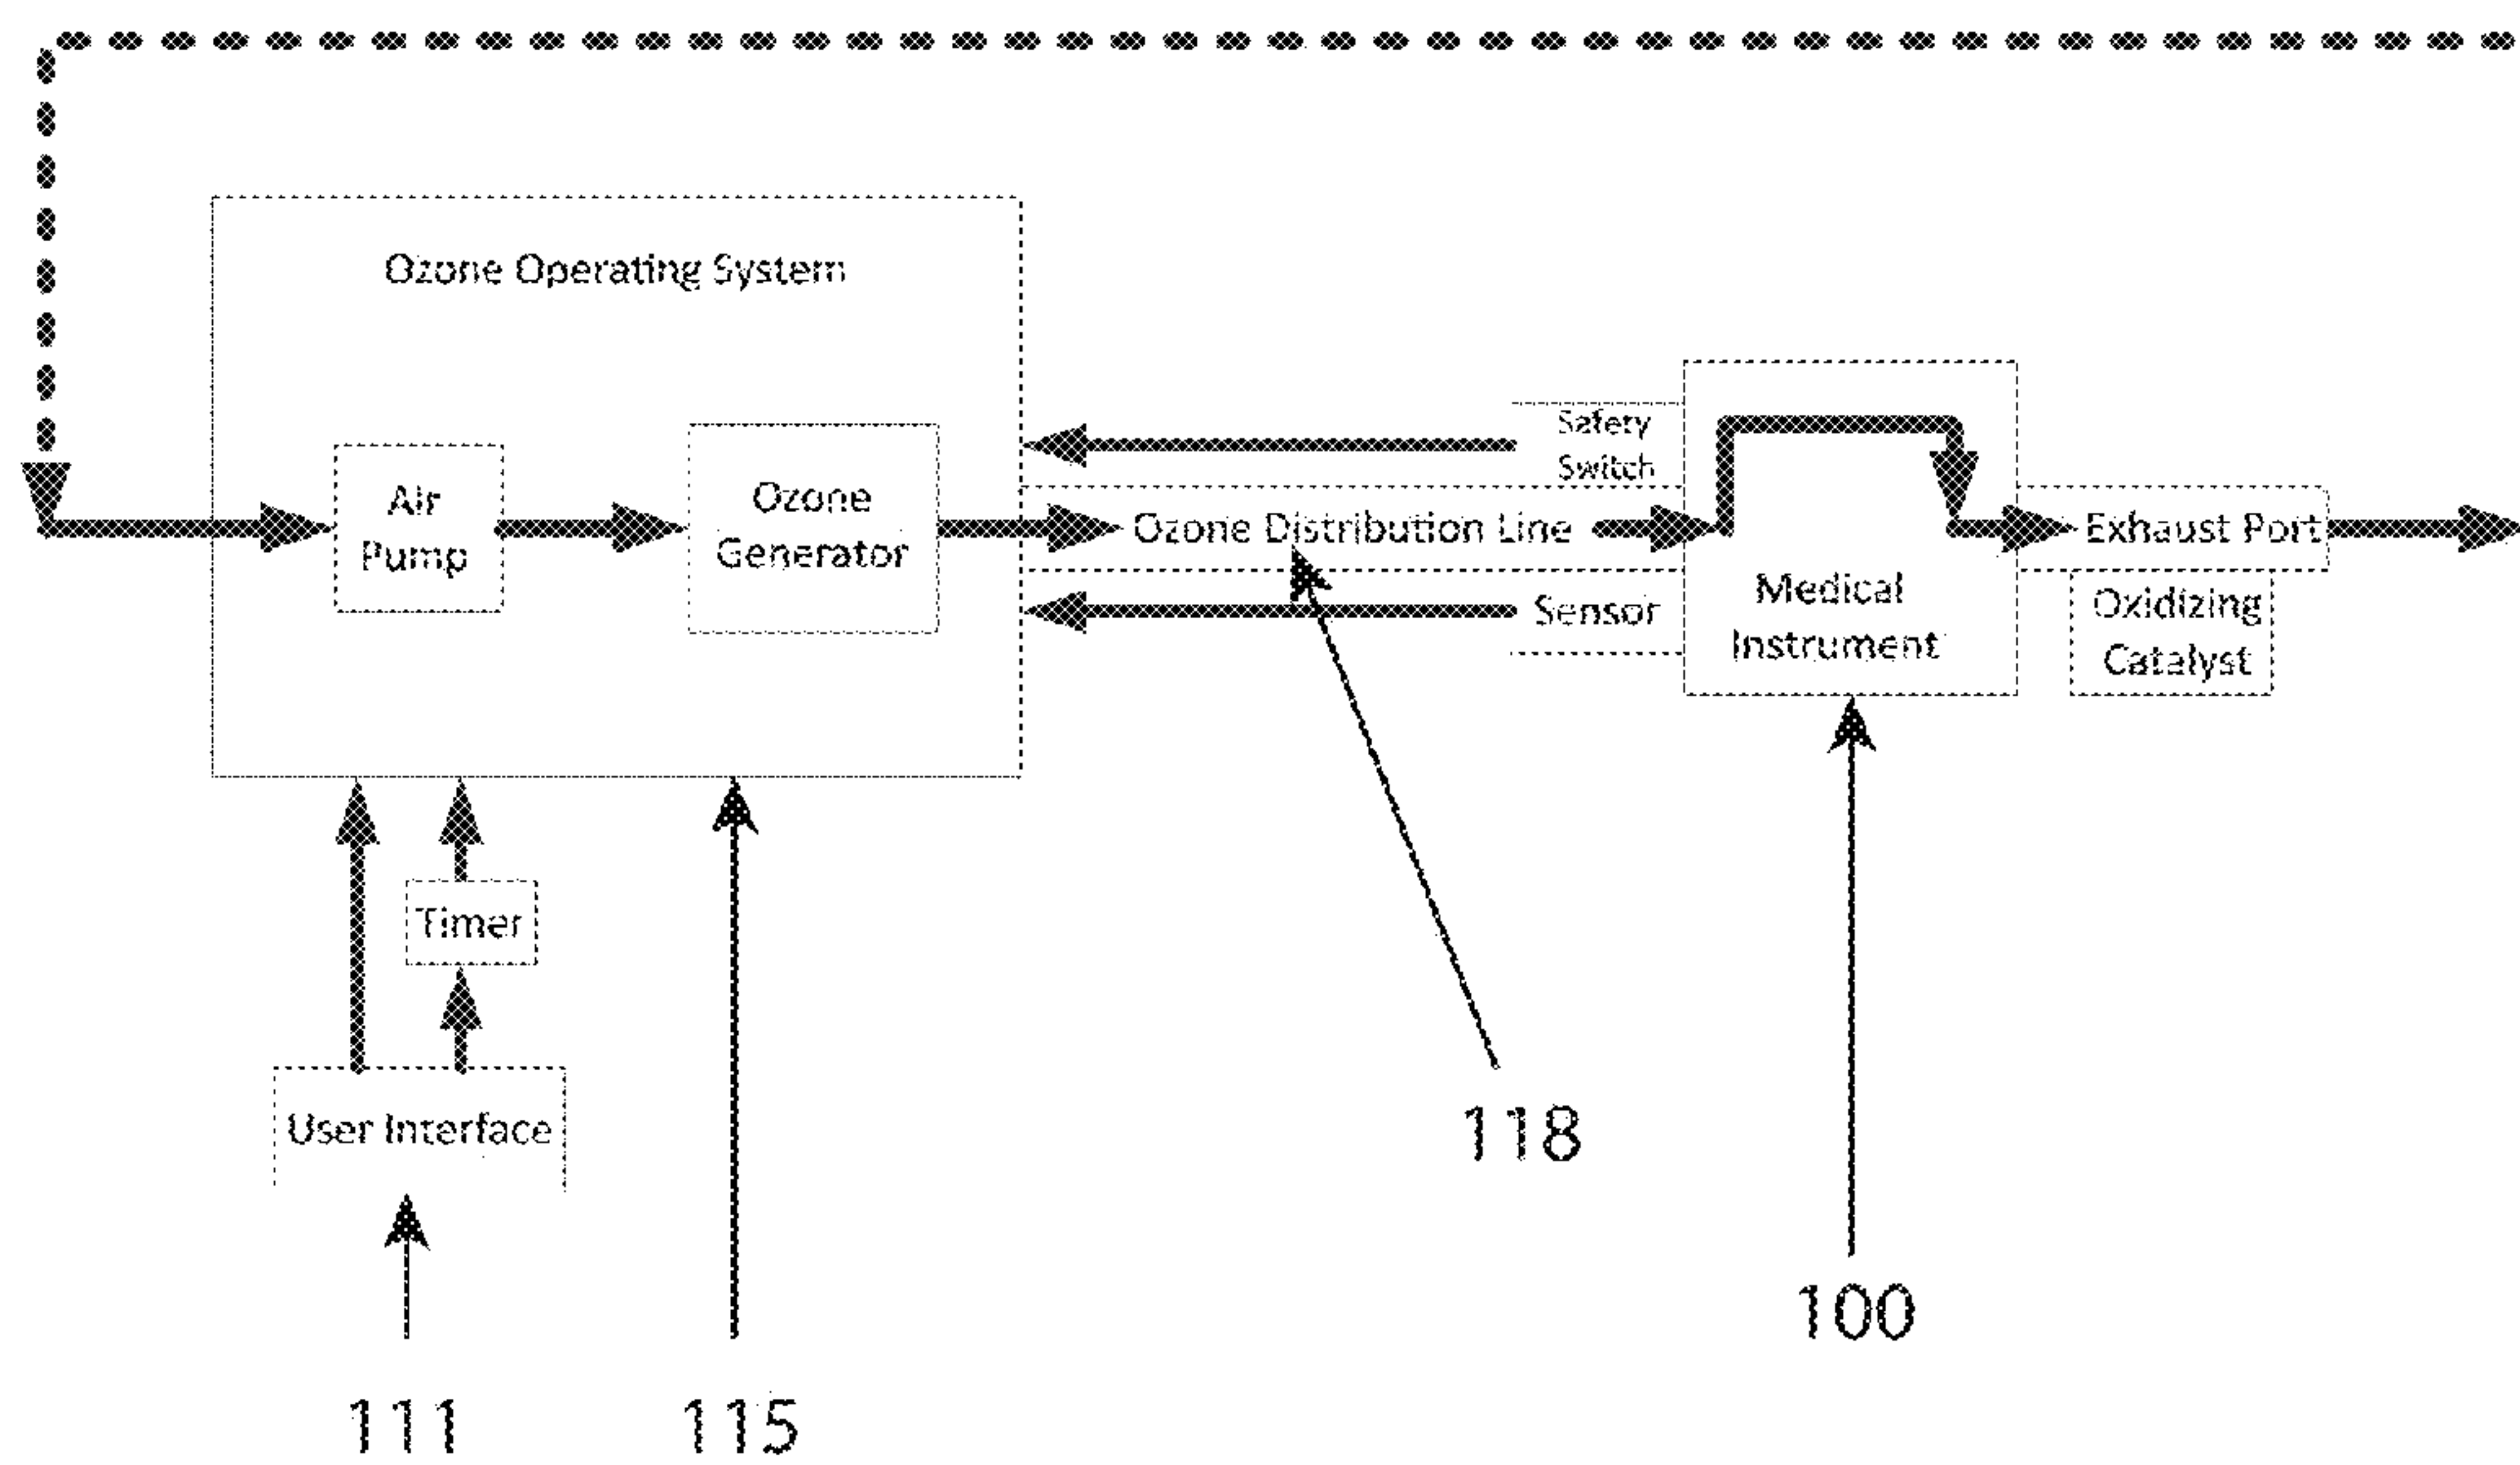 Ozone Operating System
Air
Pump
Ozone
Generator
Safety
Switch
Ozone Distribution Line
Sensor
Medical
Instrument
Exhaust Port
Oxidizing
Catalyst
Timer
User Interface
118
100
111
115